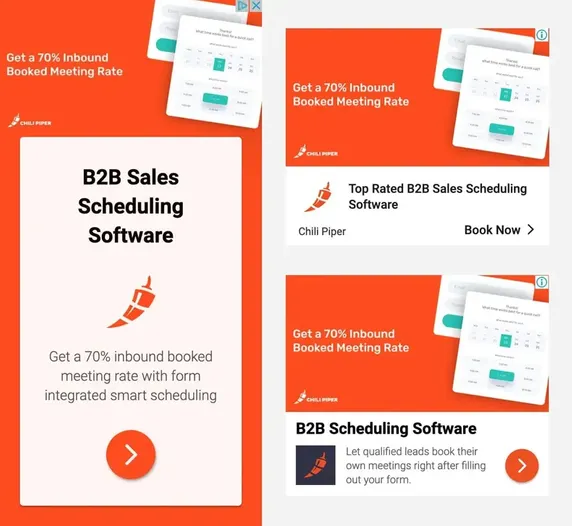 Get a 70% Inbound
Booked Meeting Rate
CHILI PIPER
B2B Sales
Scheduling
Software
Get a 70% inbound booked
meeting rate with form
integrated smart scheduling
Get a 70% Inbound
Booked Meeting Rate
CHILI PIPER
Top Rated B2B Sales Scheduling
Software
Chili Piper
Book Now
Get a 70% Inbound
Booked Meeting Rate
CHILI PIPER
B2B Scheduling Software
Let qualified leads book their
own meetings right after filling
out your form.